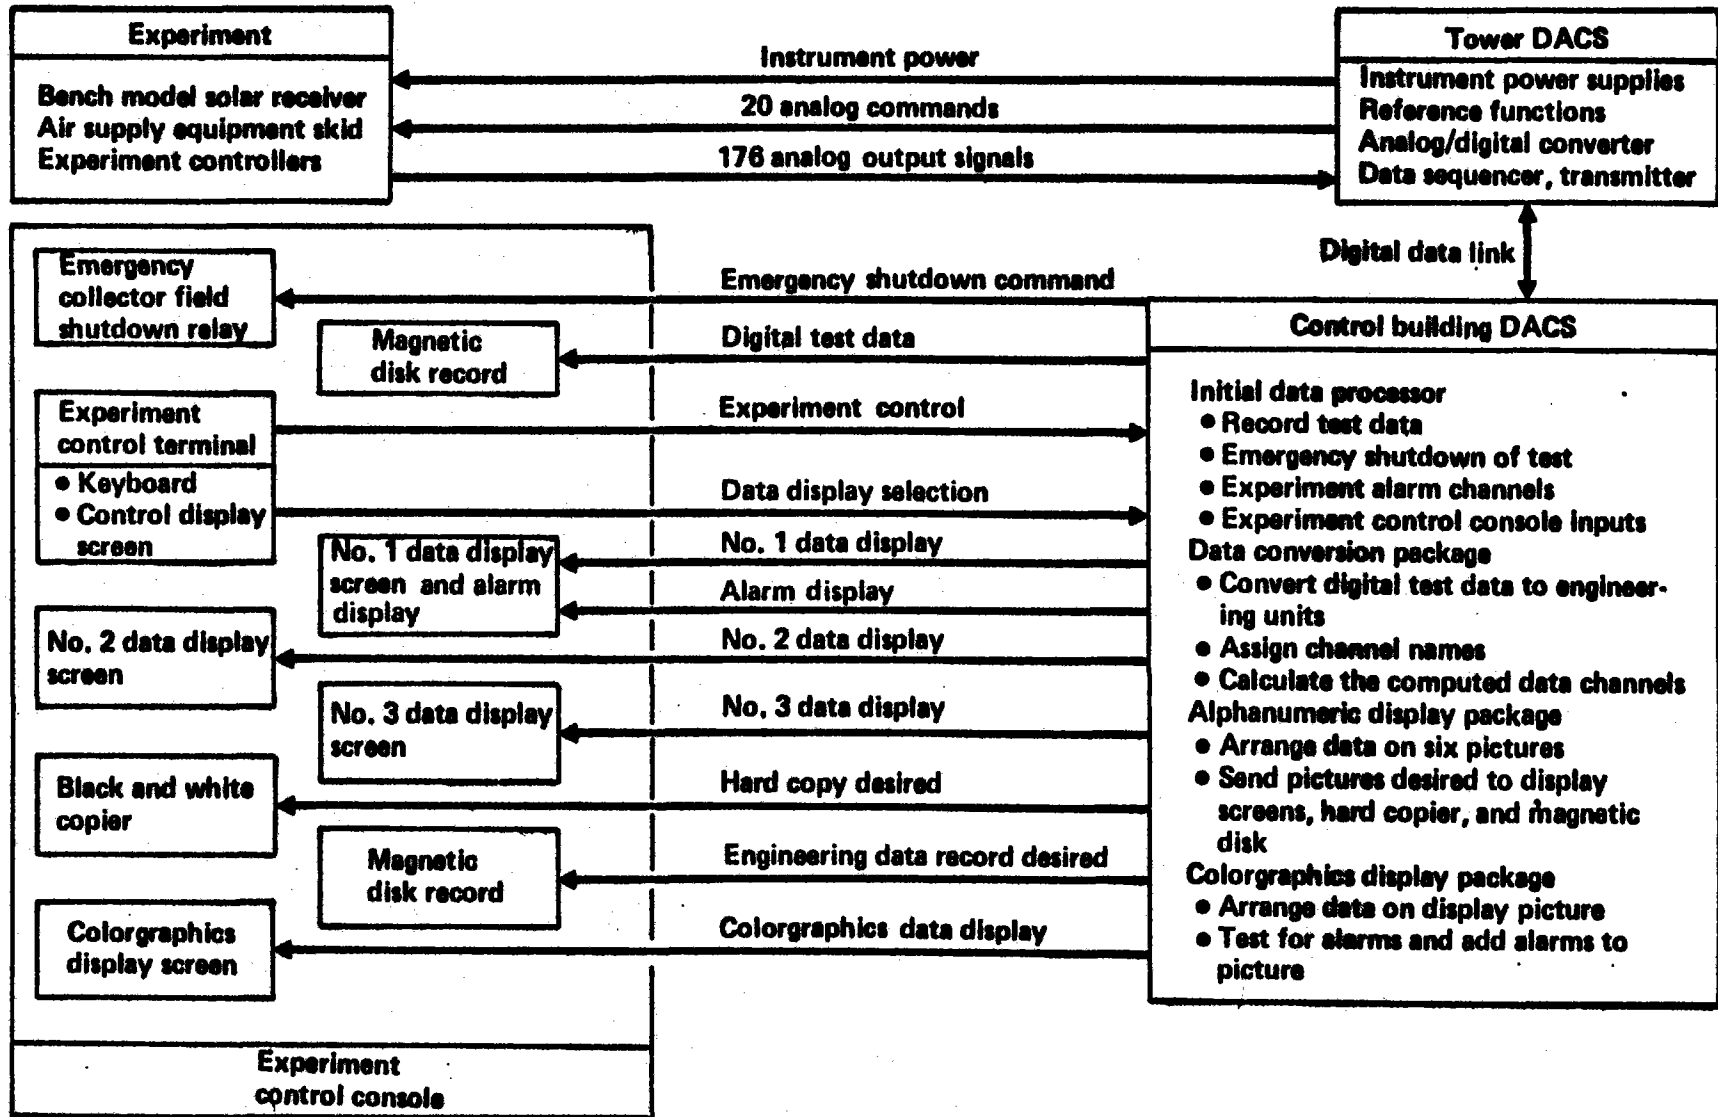 Experiment
Bench model solar receiver
Air supply equipment skid
Experiment controllers
Instrument power
20 analog commands
176 analog output signals
Tower DACS
Instrument power supplies
Reference functions
Analog/digital converter
Data sequencer, transmitter
Digital data link
Emergency
collector field
shutdown relay
Magnetic
disk record
Experiment
control terminal
• Keyboard
• Control display
screen
No. 1 data display
screen and alarm
display
No. 2 data display
screen
No. 3 data display
screen
Black and white
copier
Magnetic
disk record
Colorgraphics
display screen
Experiment
control console
Emergency shutdown command
Digital test data
Experiment control
Data display selection
No. 1 data display
Alarm display
No. 2 data display
No. 3 data display
Hard copy desired
Engineering data record desired
Colorgraphics data display
Control building DACS
Initial data processor
• Record test data
• Emergency shutdown of test
• Experiment alarm channels
• Experiment control console inputs
Data conversion package
• Convert digital test data to engineer-
ing units
• Assign channel names
• Calculate the computed data channels
Alphanumeric display package
• Arrange data on six pictures
• Send pictures desired to display
screens, hard copier, and magnetic
disk
Colorgraphics display package
• Arrange data on display picture
• Test for alarms and add alarms to
picture